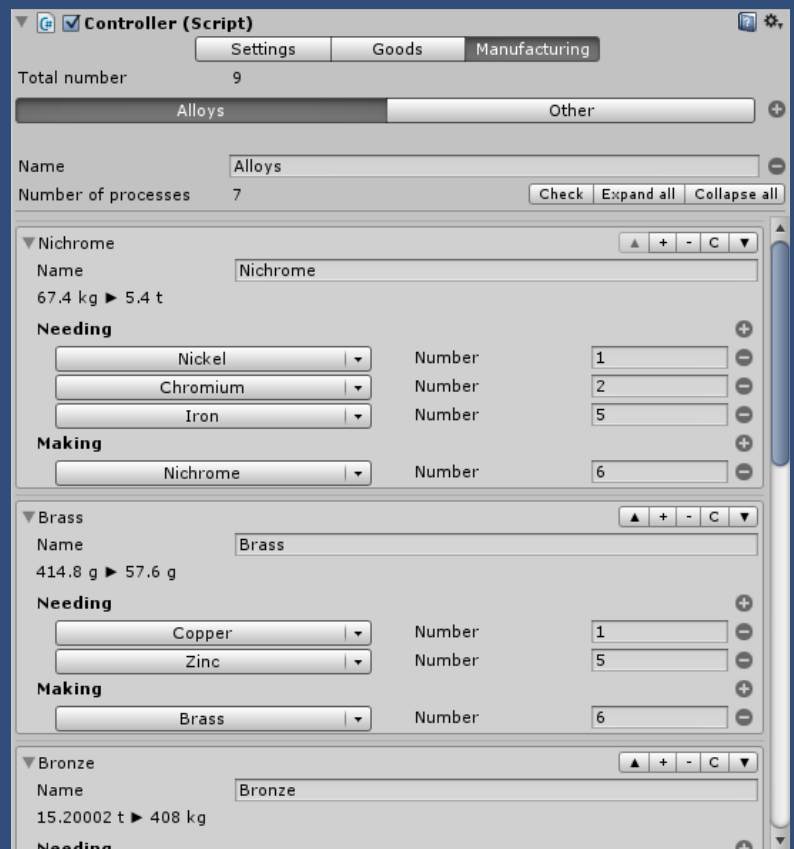 Controller (Script)
Settings Goods Manufacturing
Total number 9
Alloys Other
Name Alloys
Number of processes 7 Check Expand all Collapse all
▼Nichrome ▲ + - C ▼
Name Nichrome
67.4 kg ► 5.4 t
Needing
Nickel Number 1
Chromium Number 2
Iron Number 5
Making
Nichrome Number 6
▼Brass ▲ + - C ▼
Name Brass
414.8 g ► 57.6 g
Needing
Copper Number 1
Zinc Number 5
Making
Brass Number 6
▼Bronze ▲ + - C ▼
Name Bronze
15.20002 t ► 408 kg
Needing